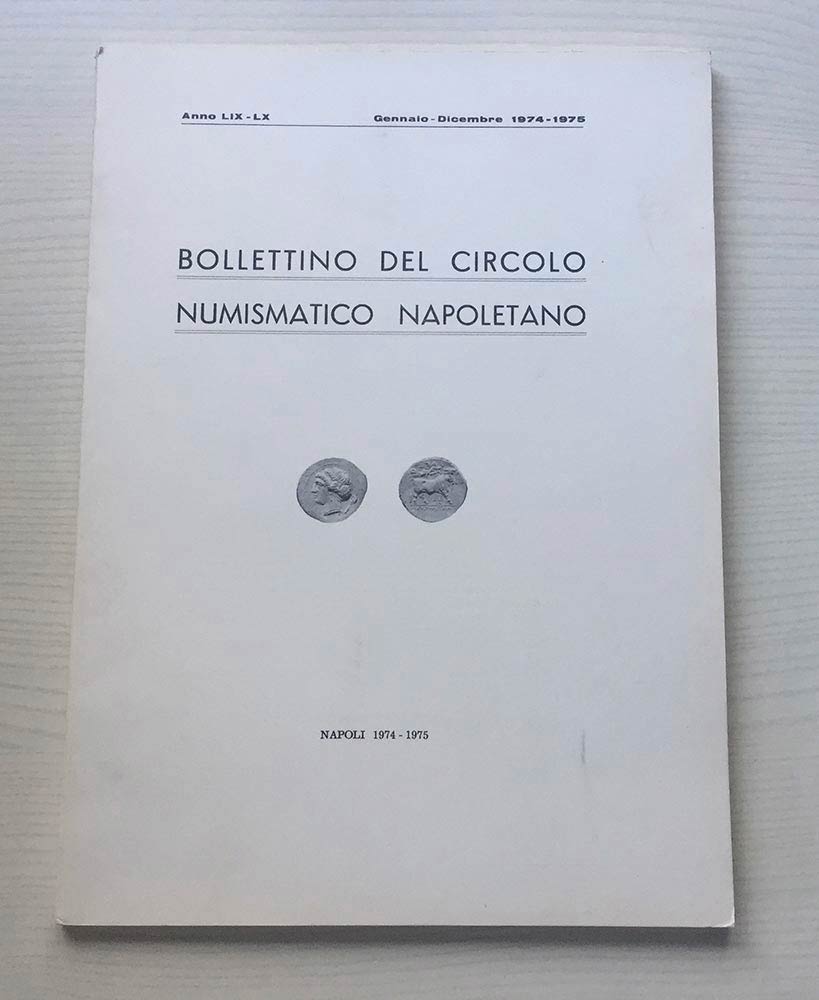 Anno LIX - LX Gennaio - Dicembre 1974 - 1975
BOLLETTINO DEL CIRCOLO
NUMISMATICO NAPOLETANO
NAPOLI 1974 - 1975